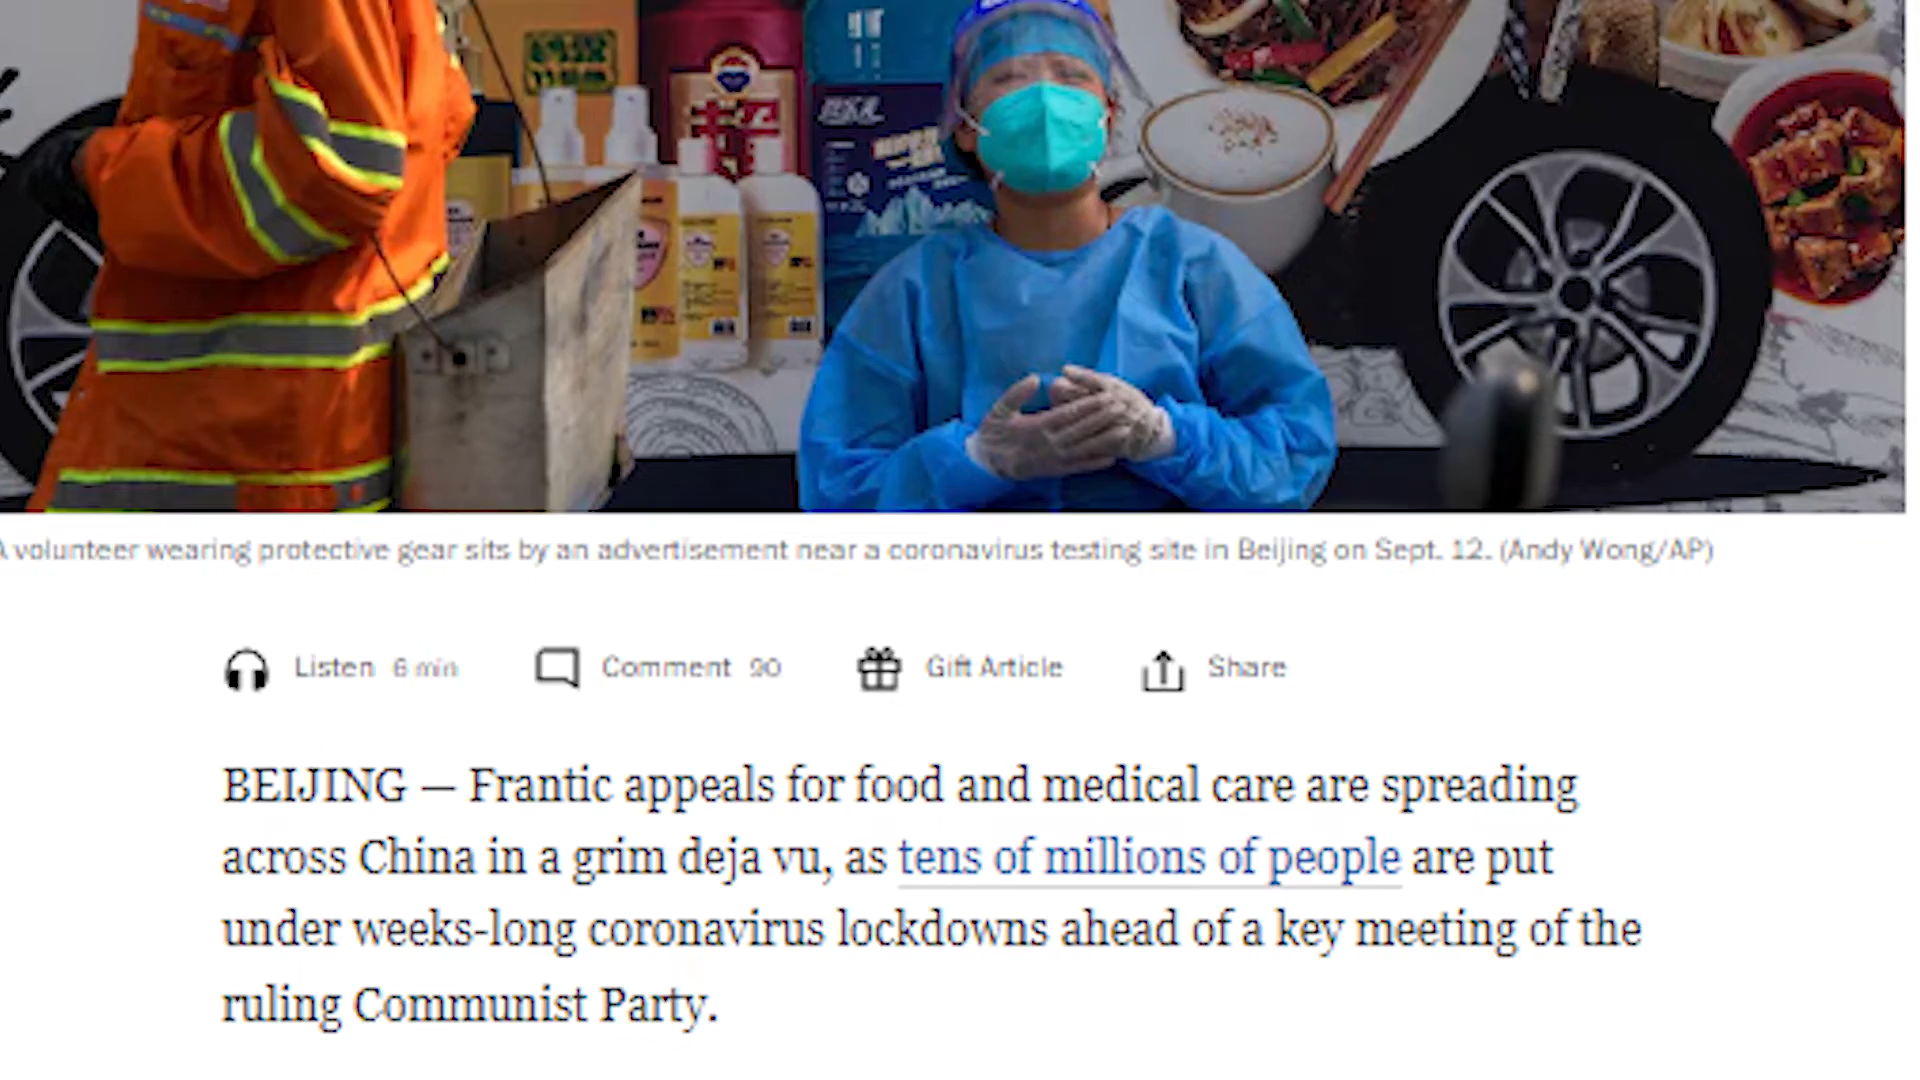 A volunteer wearing protective gear sits by an advertisement near a coronavirus testing site in Beijing on Sept. 12. (Andy Wong/AP)
Listen 6 min Comment 90 Gift Article Share
BEIJING — Frantic appeals for food and medical care are spreading
across China in a grim deja vu, as tens of millions of people are put
under weeks-long coronavirus lockdowns ahead of a key meeting of the
ruling Communist Party.